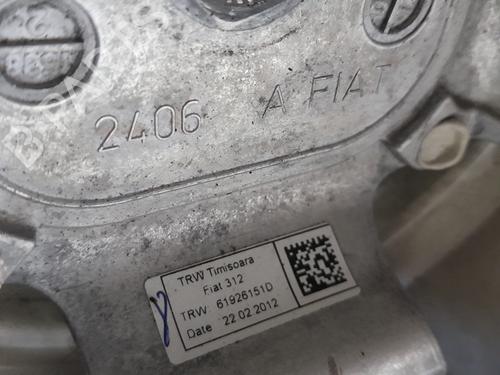 2406 A FIAT
TRW Timisoara
Fiat 312
TRW: 61926151D
Date 22 02 2012